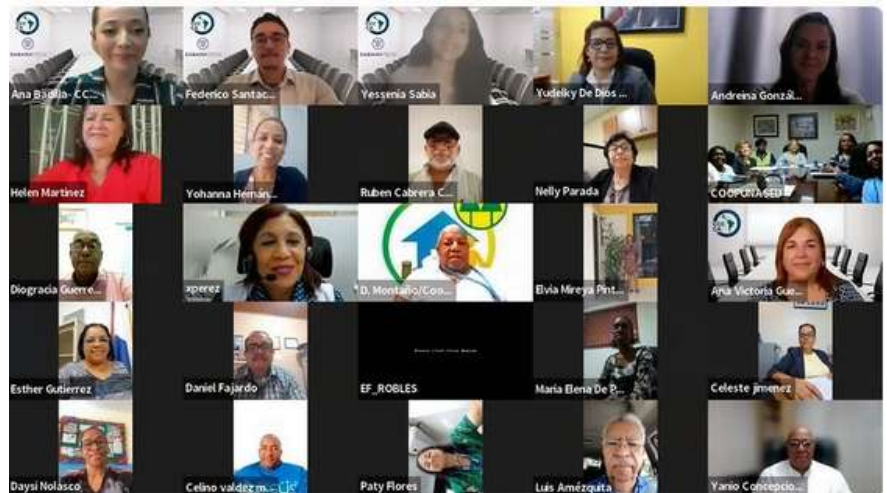 Ana Badilla- CC...
Federico Santac...
Yessenia Sabia
Yudelky De Dios ...
Andreina Gonzál...
Helen Martinez
Yohanna Hernán...
Ruben Cabrera C...
Nelly Parada
COOPUNASED
Diogracia Guerre...
xperez
D. Montaño/Coo...
Elvia Mireya Pint...
Ana Victoria Gue...
Esther Gutierrez
Daniel Fajardo
EF_ROBLES
Maria Elena De P...
Celeste jimenez
Daysi Nolasco
Celino valdez m...
Paty Flores
Luis Amézquita
Yanio Concepcio...